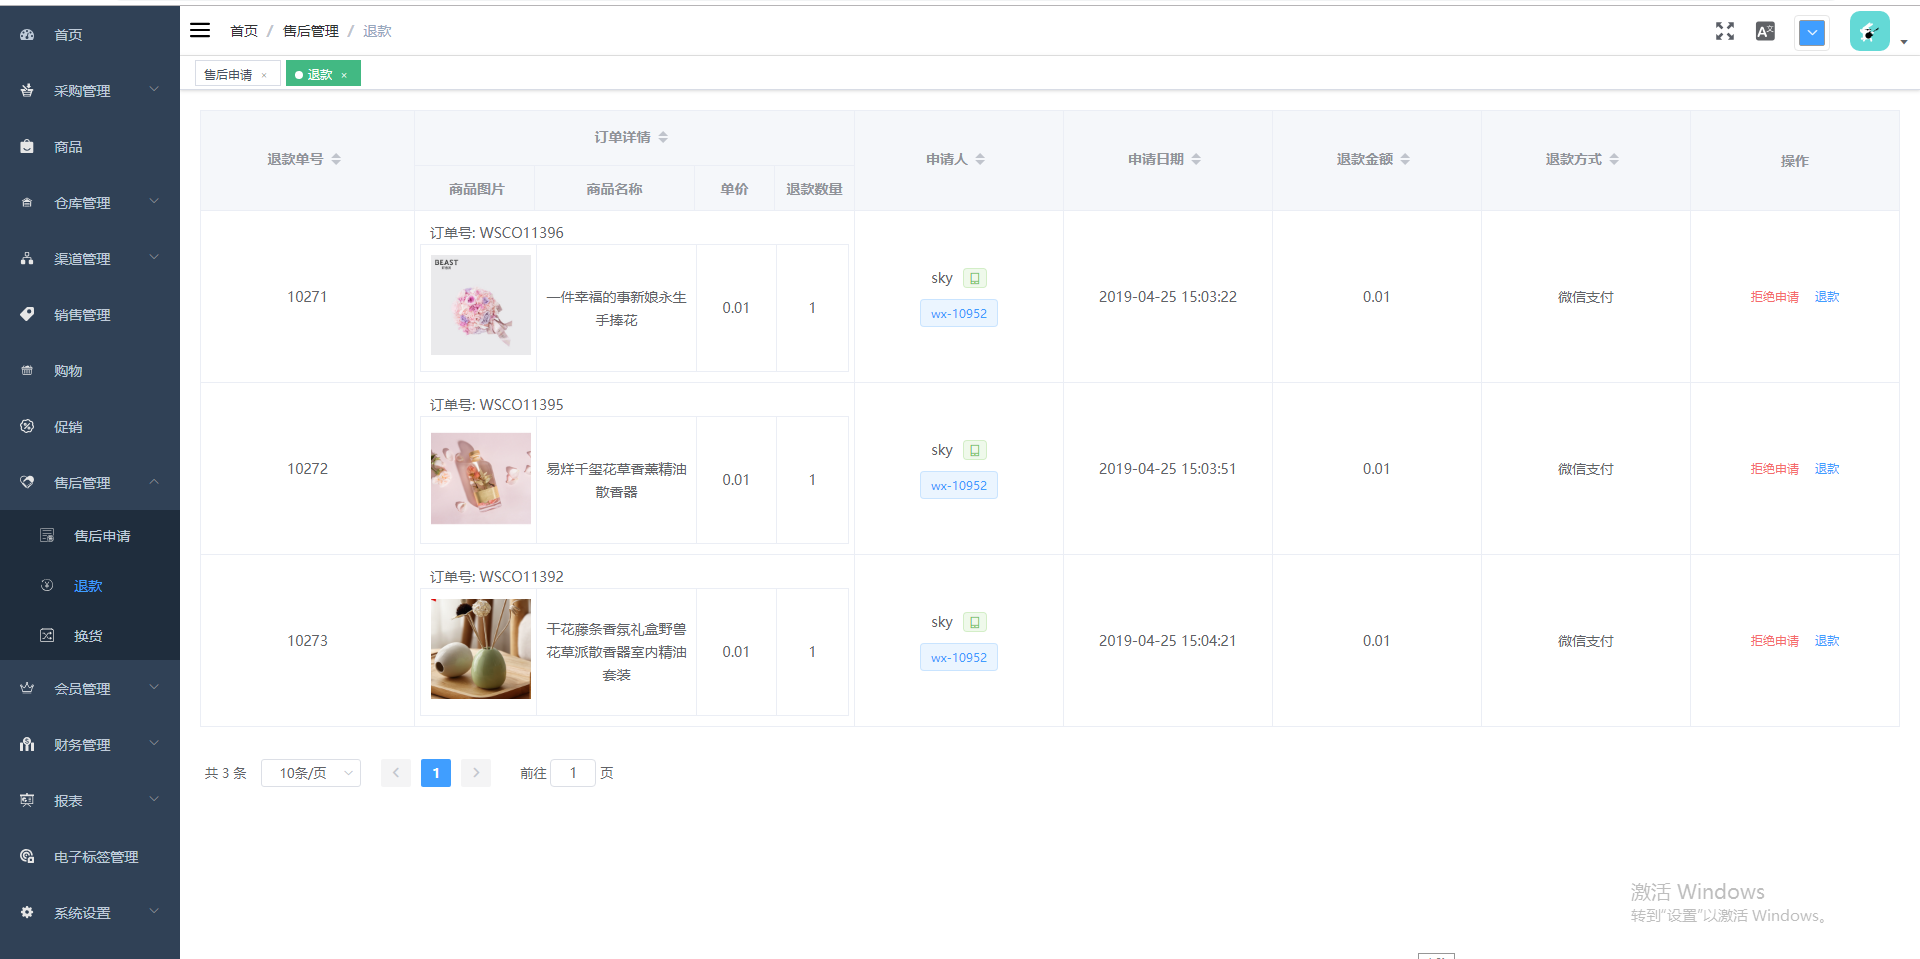 首页
采购管理
商品
仓库管理
渠道管理
销售管理
购物
促销
售后管理
售后申请
退款
换货
会员管理
财务管理
报表
电子标签管理
系统设置
首页 / 售后管理 / 退款
售后申请 ×
退款 ×
退款单号 订单详情 申请人 申请日期 退款金额 退款方式 操作
商品图片 商品名称 单价 退款数量
订单号: WSCO11396
BEAST
10271 一件幸福的事新娘永生
手捧花 0.01 1 sky
wx-10952 2019-04-25 15:03:22 0.01 微信支付 拒绝申请 退款
订单号: WSCO11395
10272 易烊千玺花草香薰精油
散香器 0.01 1 sky
wx-10952 2019-04-25 15:03:51 0.01 微信支付 拒绝申请 退款
订单号: WSCO11392
10273 干花藤条香氛礼盒野兽
花草派散香器室内精油
套装 0.01 1 sky
wx-10952 2019-04-25 15:04:21 0.01 微信支付 拒绝申请 退款
共 3 条 10条/页 1 前往 1 页
激活 Windows
转到“设置”以激活 Windows。